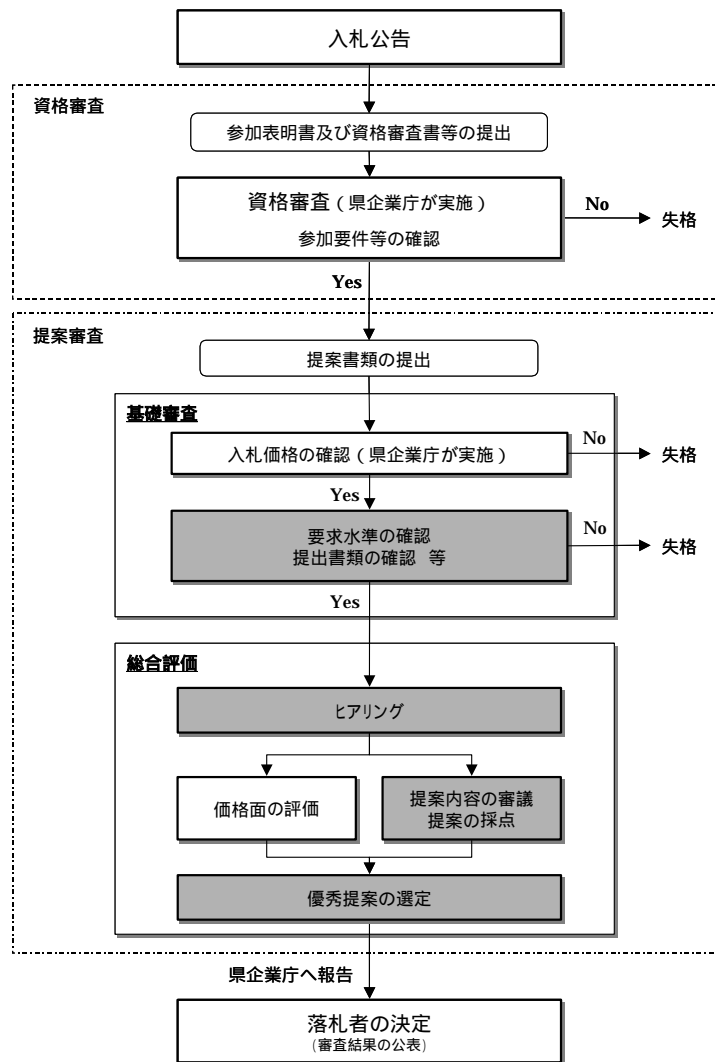 入札公告
資格審査
参加表明書及び資格審査書等の提出
資格審査（県企業庁が実施）
参加要件等の確認
No
失格
Yes
提案審査
提案書類の提出
基礎審査
入札価格の確認（県企業庁が実施）
No
失格
Yes
要求水準の確認
提出書類の確認 等
No
失格
Yes
総合評価
ヒアリング
価格面の評価
提案内容の審議
提案の採点
優秀提案の選定
県企業庁へ報告
落札者の決定
（審査結果の公表）